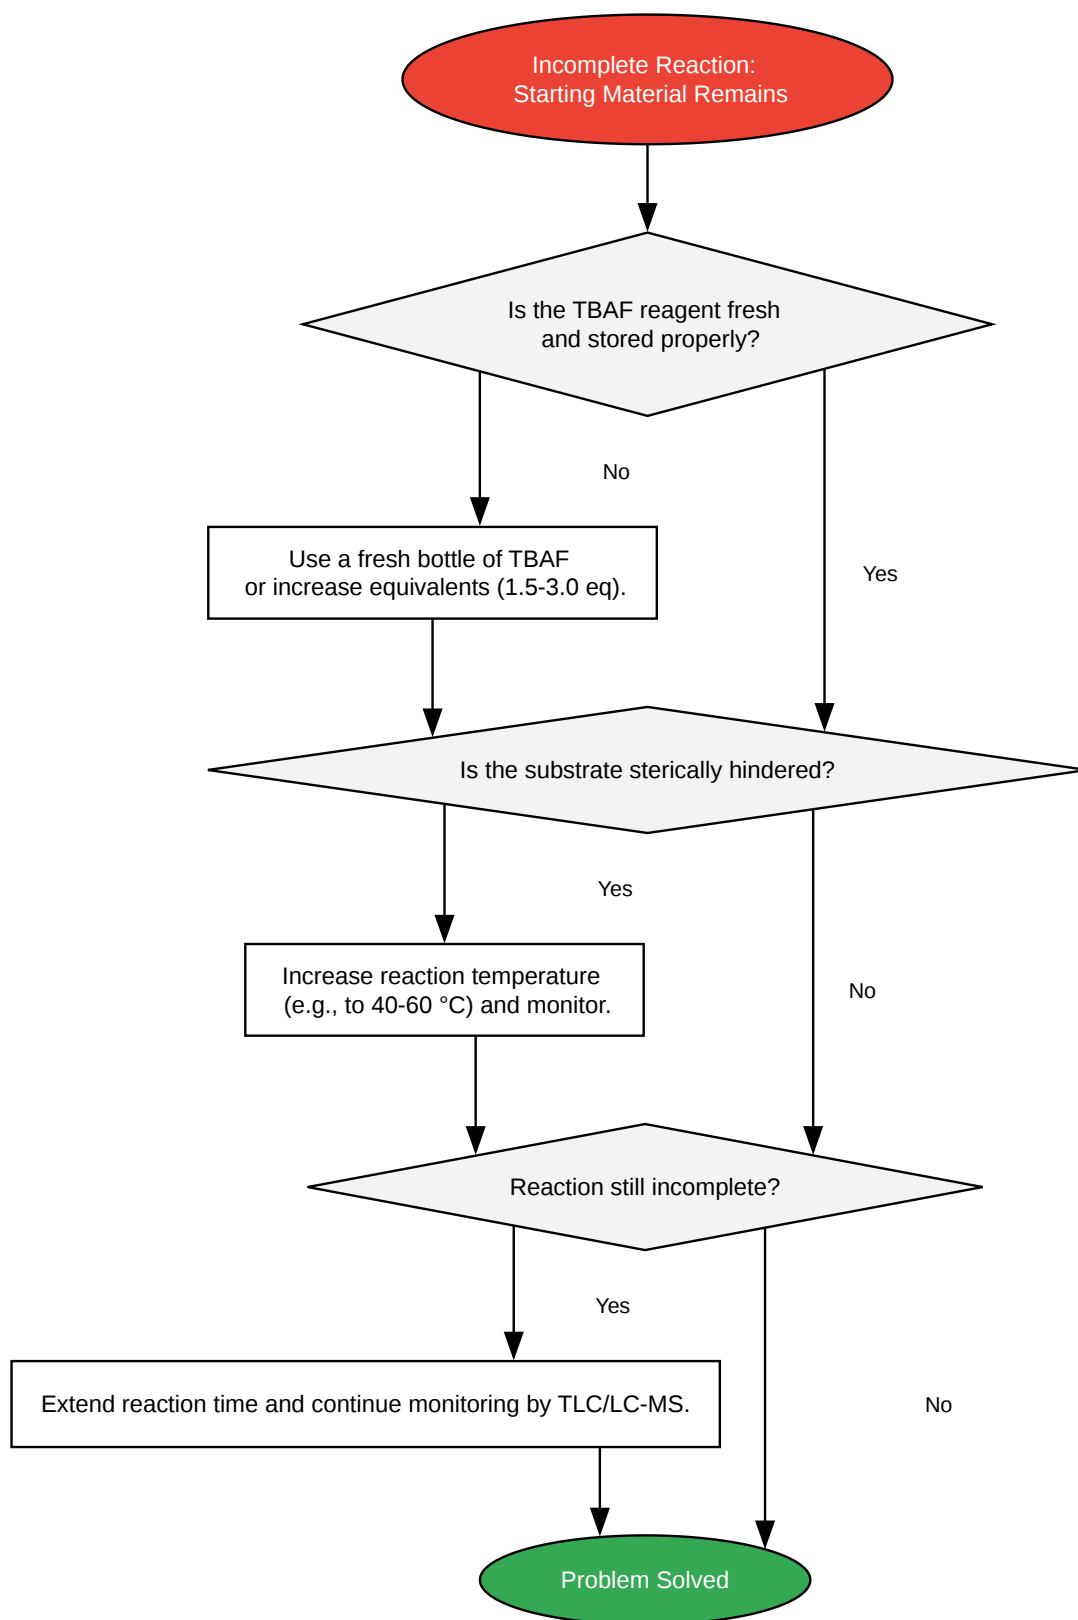 Incomplete Reaction:
Starting Material Remains
Is the TBAF reagent fresh
and stored properly?
No
Use a fresh bottle of TBAF
or increase equivalents (1.5-3.0 eq).
Yes
Is the substrate sterically hindered?
Yes
Increase reaction temperature
(e.g., to 40-60 °C) and monitor.
No
Reaction still incomplete?
Yes
Extend reaction time and continue monitoring by TLC/LC-MS.
No
Problem Solved